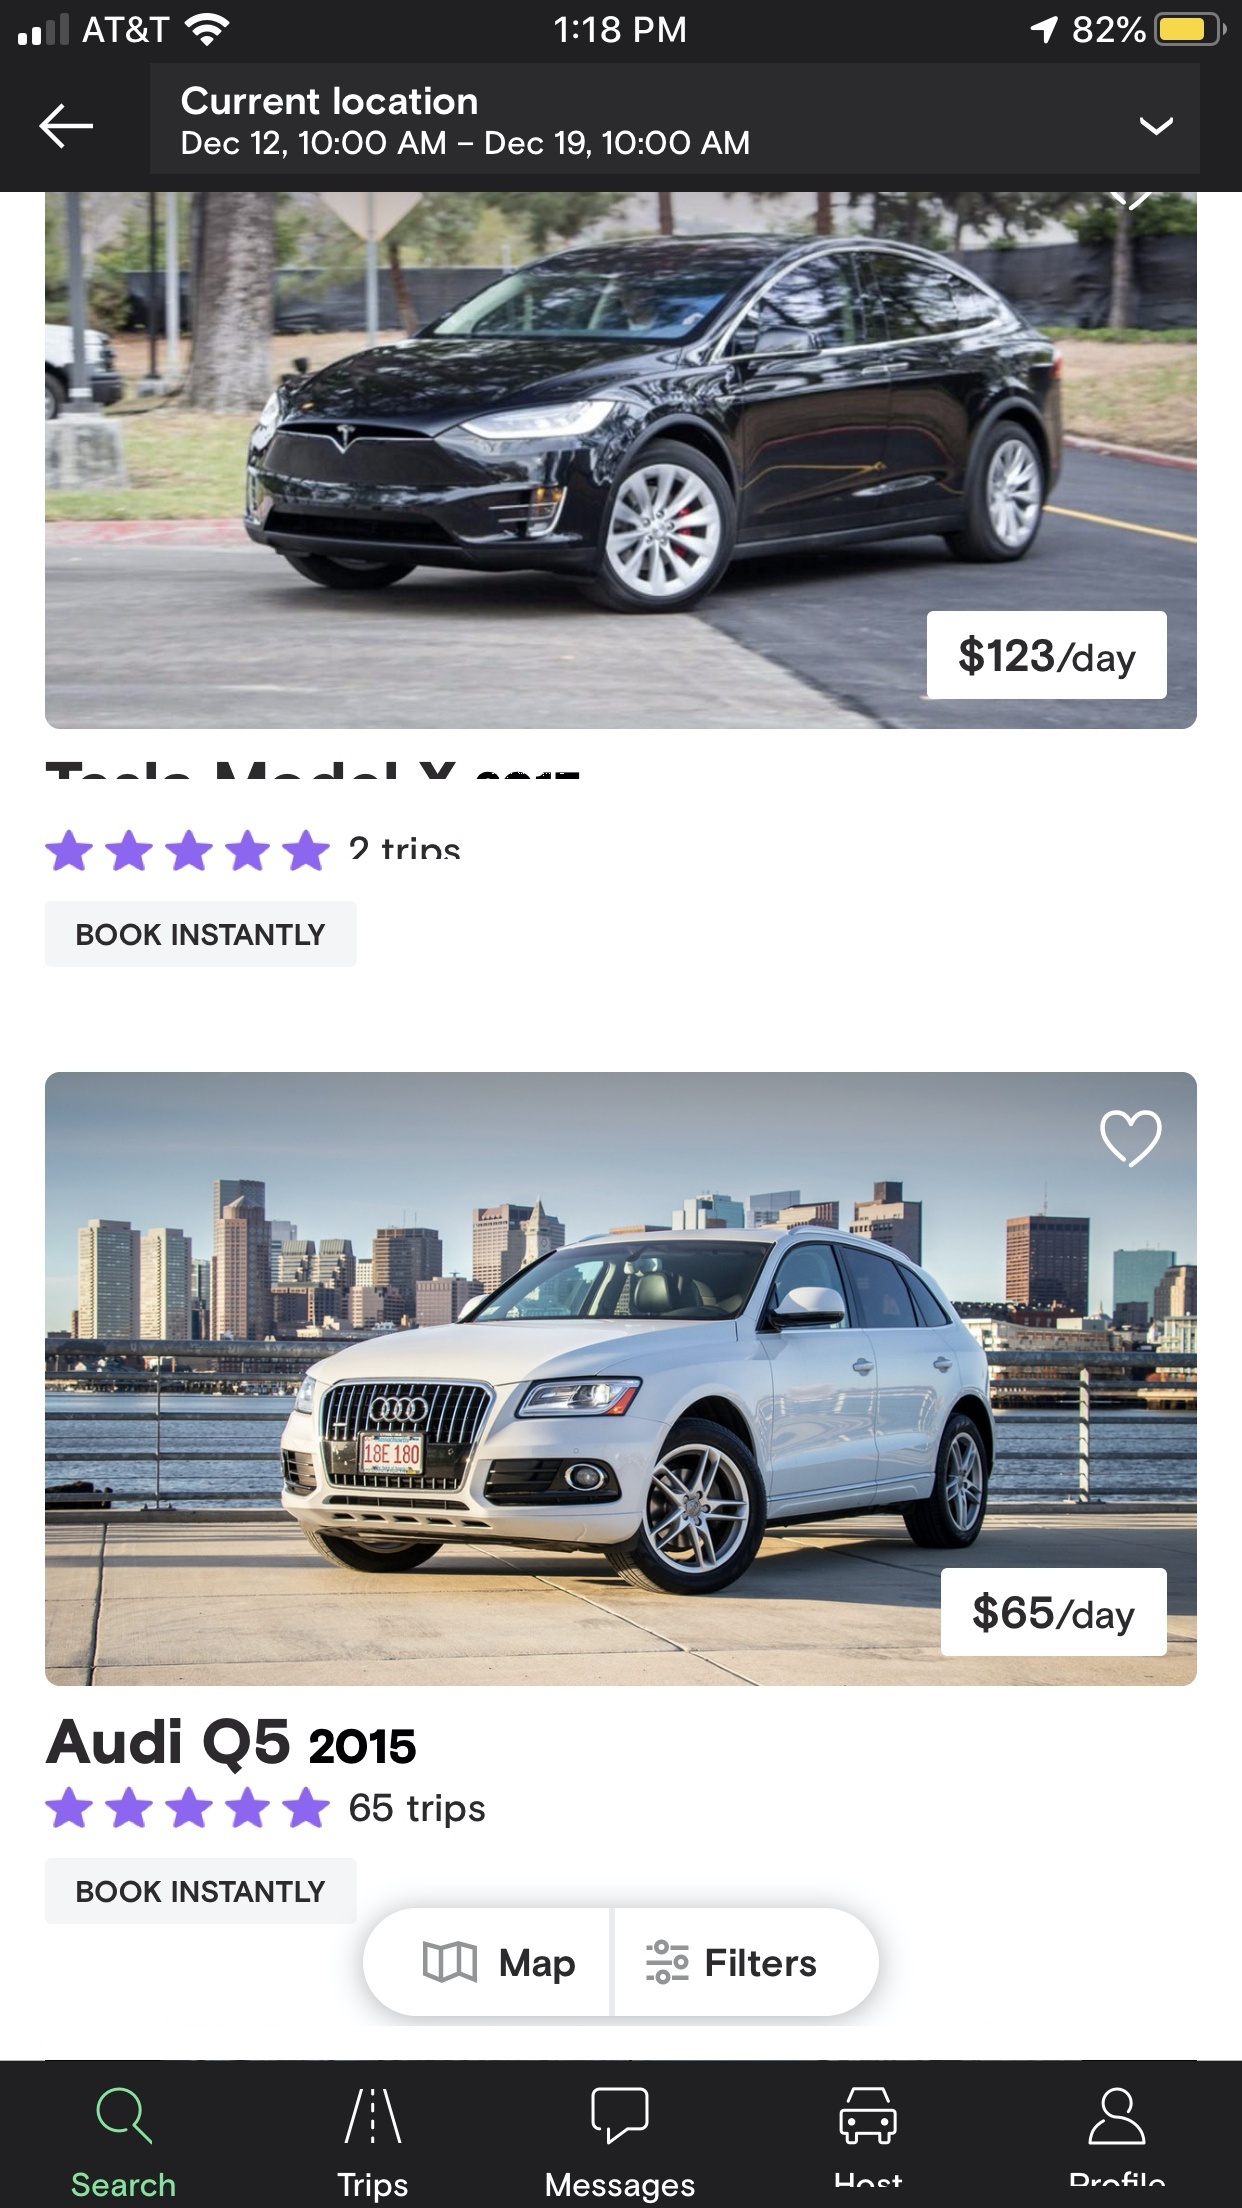 AT&T
1:18 PM
82%
Current location
Dec 12, 10:00 AM – Dec 19, 10:00 AM
$123/day
Tesla Model X 2017
2 trips
BOOK INSTANTLY
18E 180
$65/day
Audi Q5 2015
65 trips
BOOK INSTANTLY
Map
Filters
Search
Trips
Messages
Host
Profile